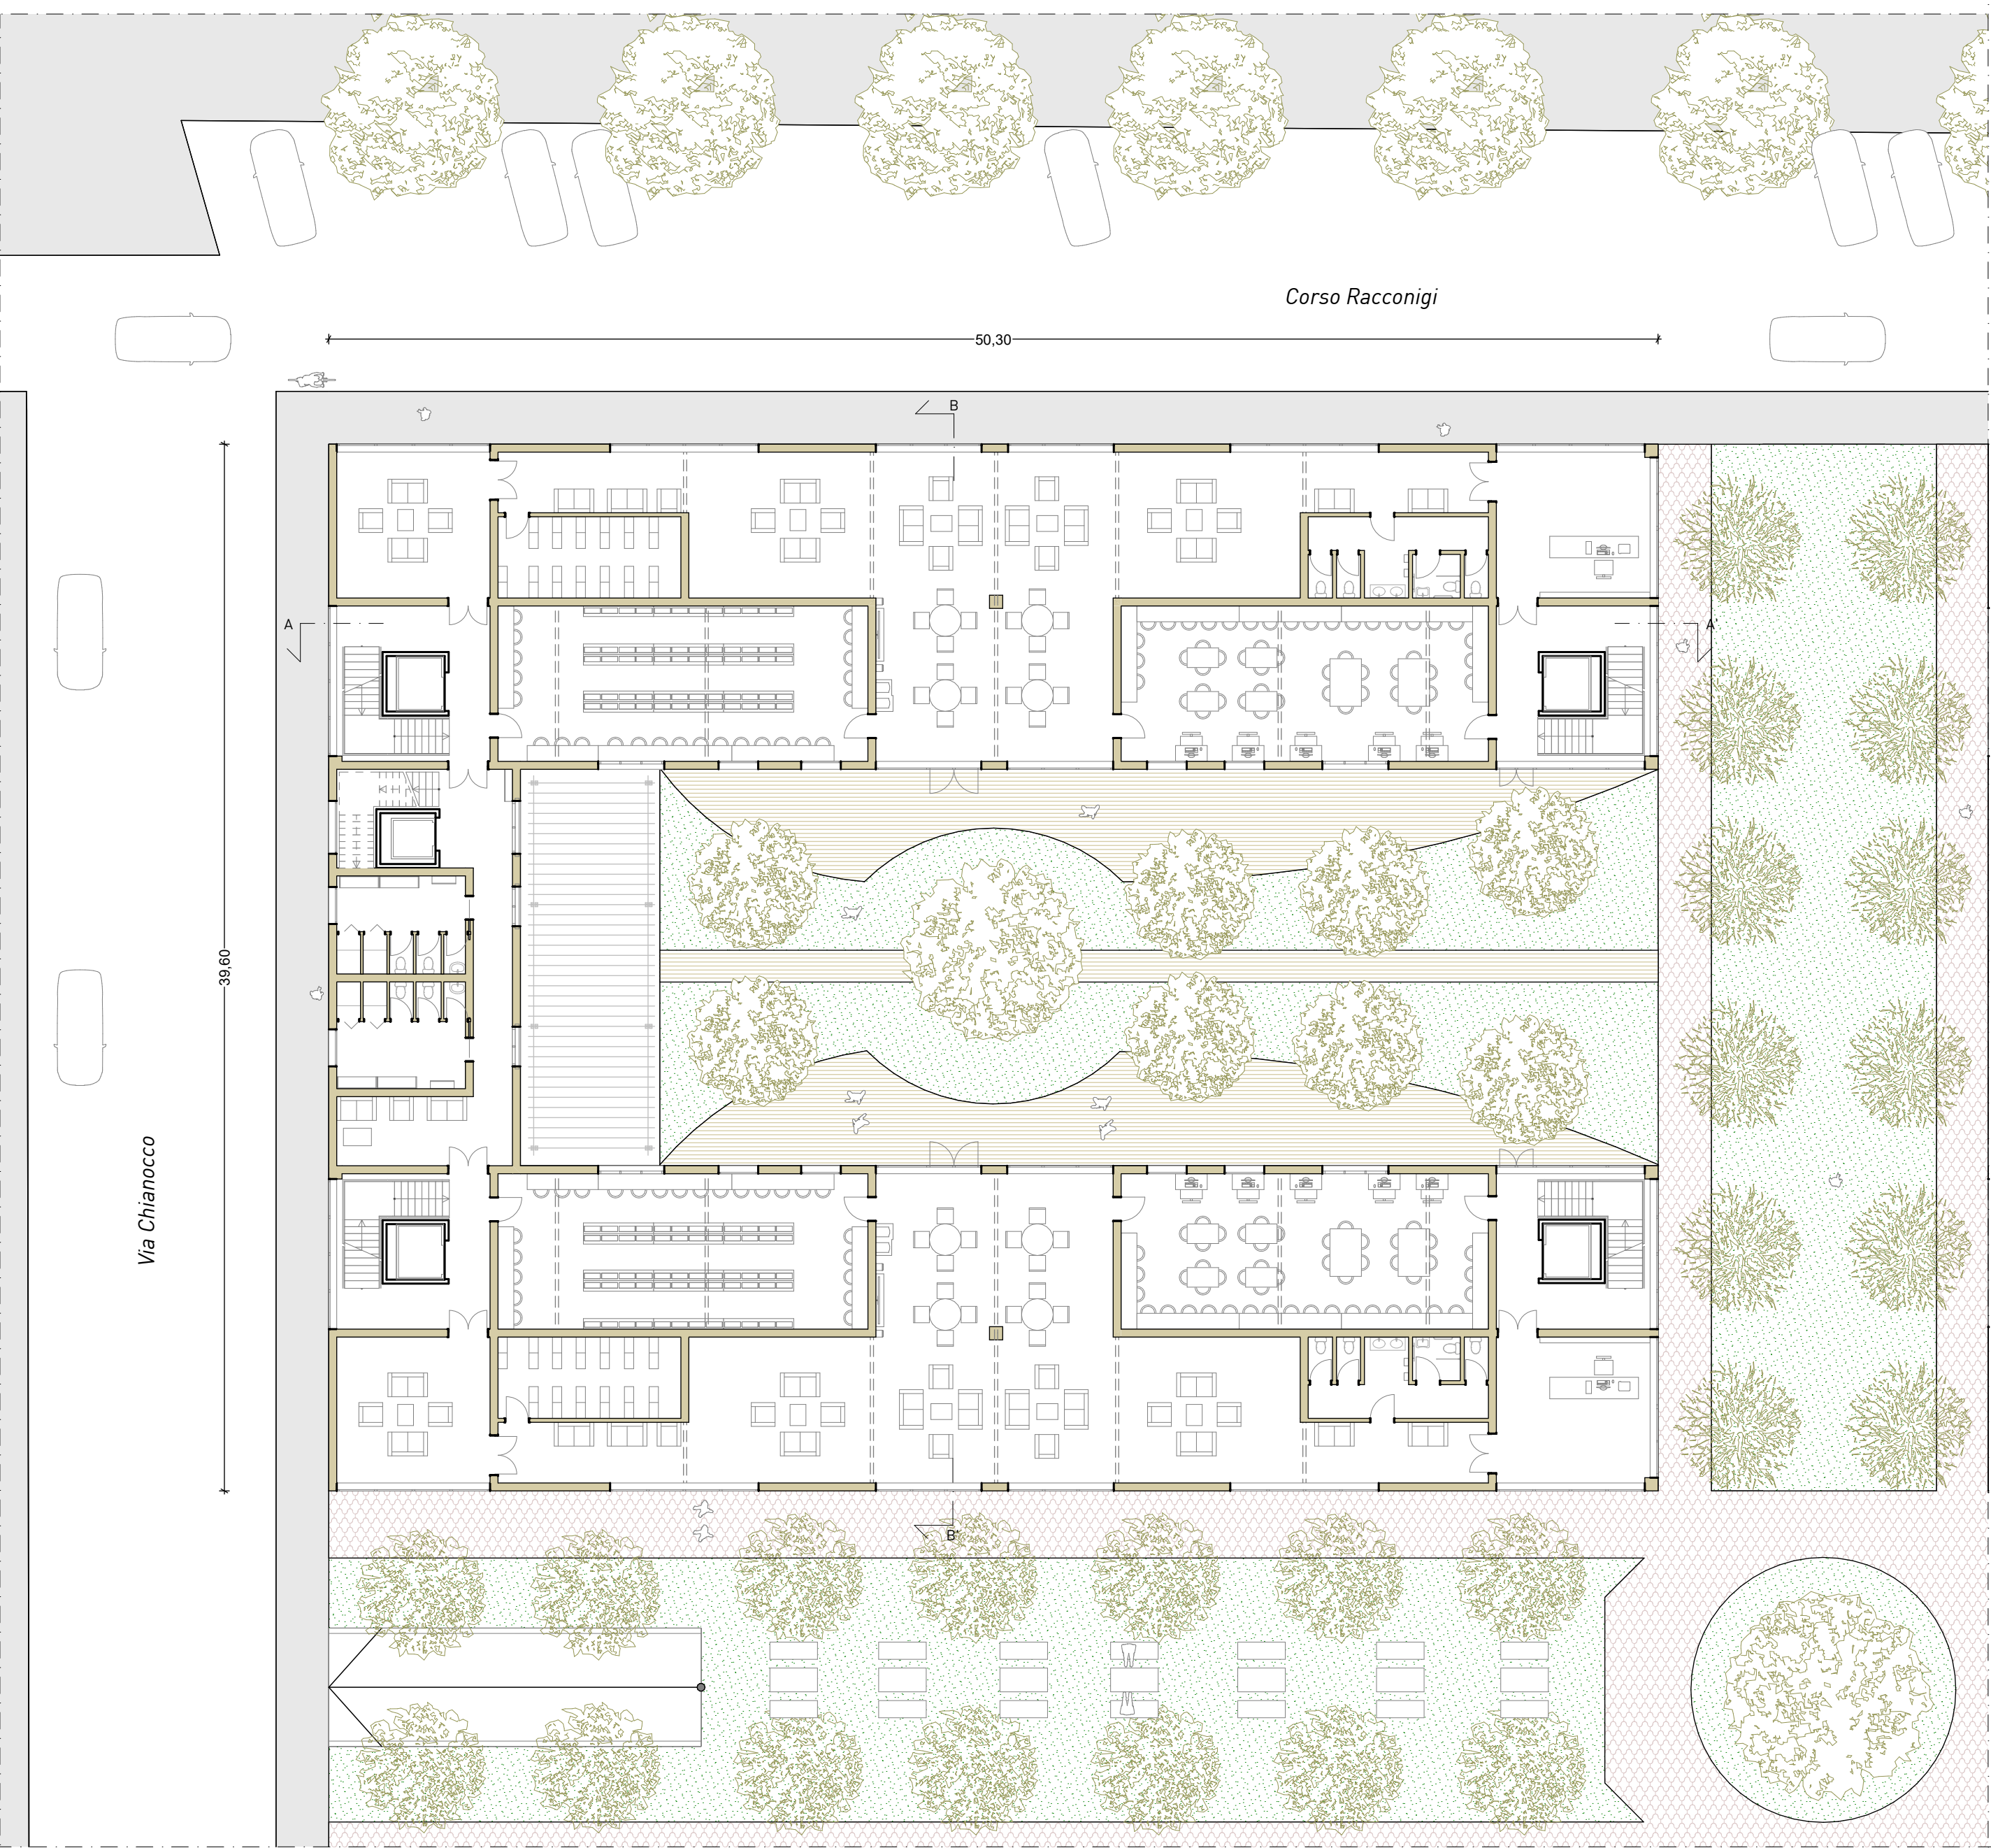 Corso Racconigi
50,30
B
A
A'
39,60
Via Chianocco
B'